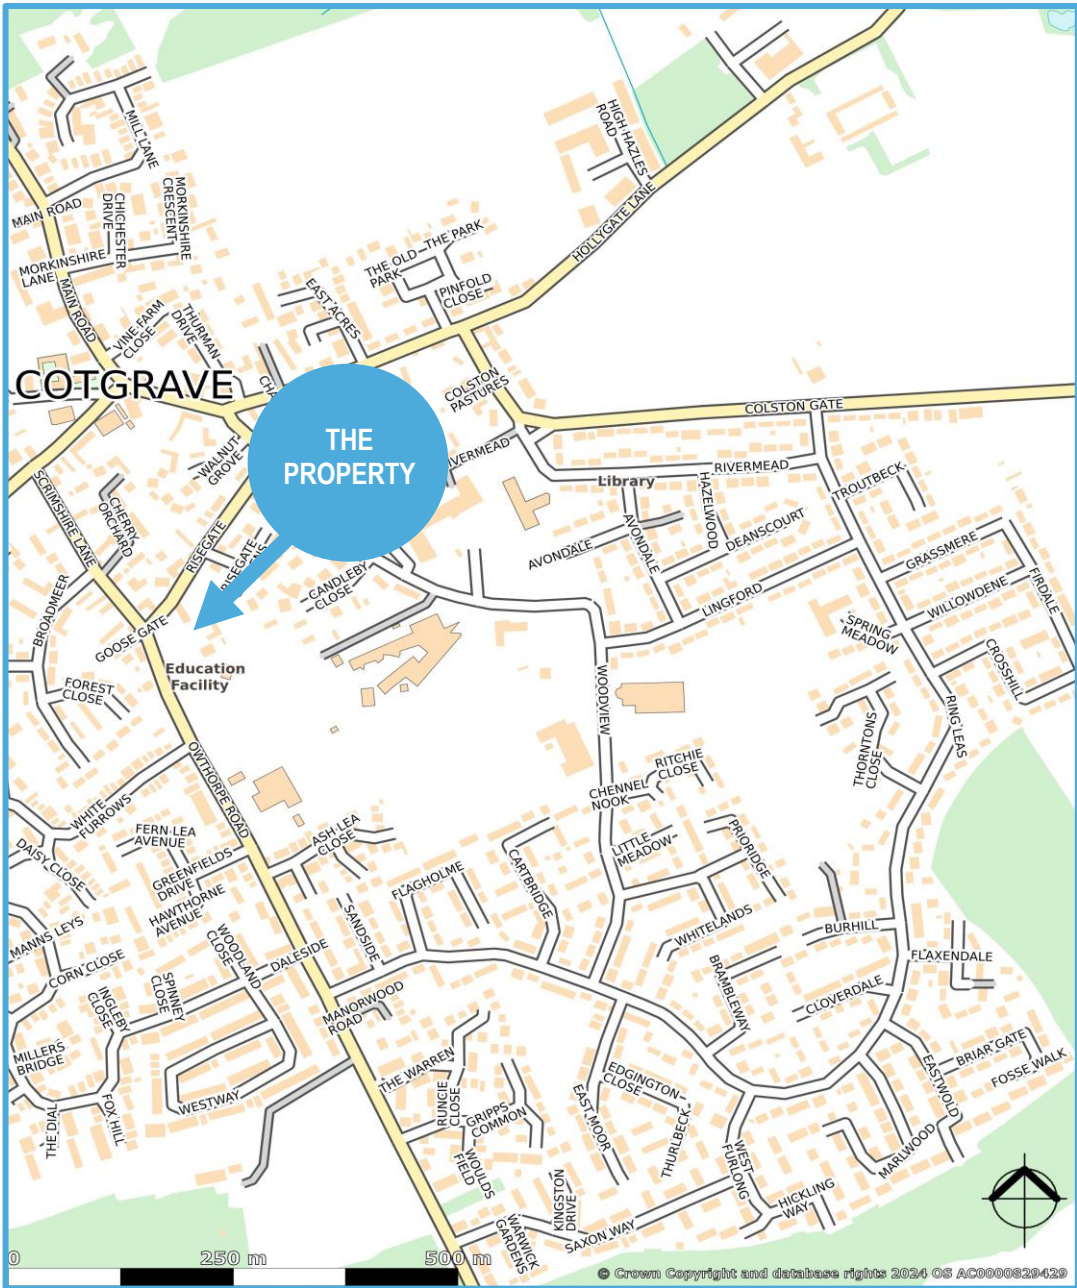 MILL LANE
HIGH HAZLES
ROAD
MAIN ROAD
CHICHESTER
DRIVE
MORKINSHIRE
CRESCENT
MORKINSHIRE
LANE
MAIN ROAD
HOLLYGATE LANE
THE OLD
PARK
THE PARK
PINFOLD
CLOSE
EAST ACRES
VINE FARM
CLOSE
THURMAN
DRIVE
COTGRAVE
COLSTON
PASTURES
COLSTON GATE
THE
PROPERTY
WALNUT
GROVE
RIVERMEAD
Library
HAZELWOOD
TROUTBECK
SCRIMSHIRE LANE
CHERRY
ORCHARD
RISEGATE
RISEGATE
CANDLEBY
CLOSE
AVONDALE
AVONDALE
DEANSCOURT
LINGFORD
GRASSMERE
WILLOWDENE
FIRDALE
SPRING
MEADOW
CROSSHILL
BROADMEER
GOOSE GATE
Education
Facility
FOREST
CLOSE
WOODVIEW
RING LEAS
THORNTONS
CLOSE
OWTHORPE ROAD
WHITE
FURROWS
RITCHIE
CLOSE
CHENNEL
NOOK
LITTLE
MEADOW
PRIORIDGE
FERN LEA
AVENUE
ASH LEA
CLOSE
DAISY CLOSE
GREENFIELDS
DRIVE
HAWTHORNE
AVENUE
FLAGHOLME
CARTBRIDGE
SANDSIDE
WHITELANDS
BURHILL
MANNS LEYS
WOODLAND
CLOSE
DALESIDE
CORN CLOSE
FLAXENDALE
BRAMBLEWAY
CLOVERDALE
SPINNEY
CLOSE
INGLEBY
CLOSE
MANORWOOD
ROAD
MILLERS
BRIDGE
THE WARREN
RUNCIE
CLOSE
EDGINGTON
CLOSE
BRIAR GATE
FOSSE WALK
EASTWOLD
THE DIAL
FOX HILL
WESTWAY
GRIPPS
COMMON
EAST MOOR
THURLBECK
MARLWOOD
WOULDS
FIELD
WEST
FURLONG
KINGSTON
DRIVE
HICKLING
WAY
WARWICK
GARDENS
SAXON WAY
0 250 m 500 m
© Crown Copyright and database rights 2024 OS AC0000829429